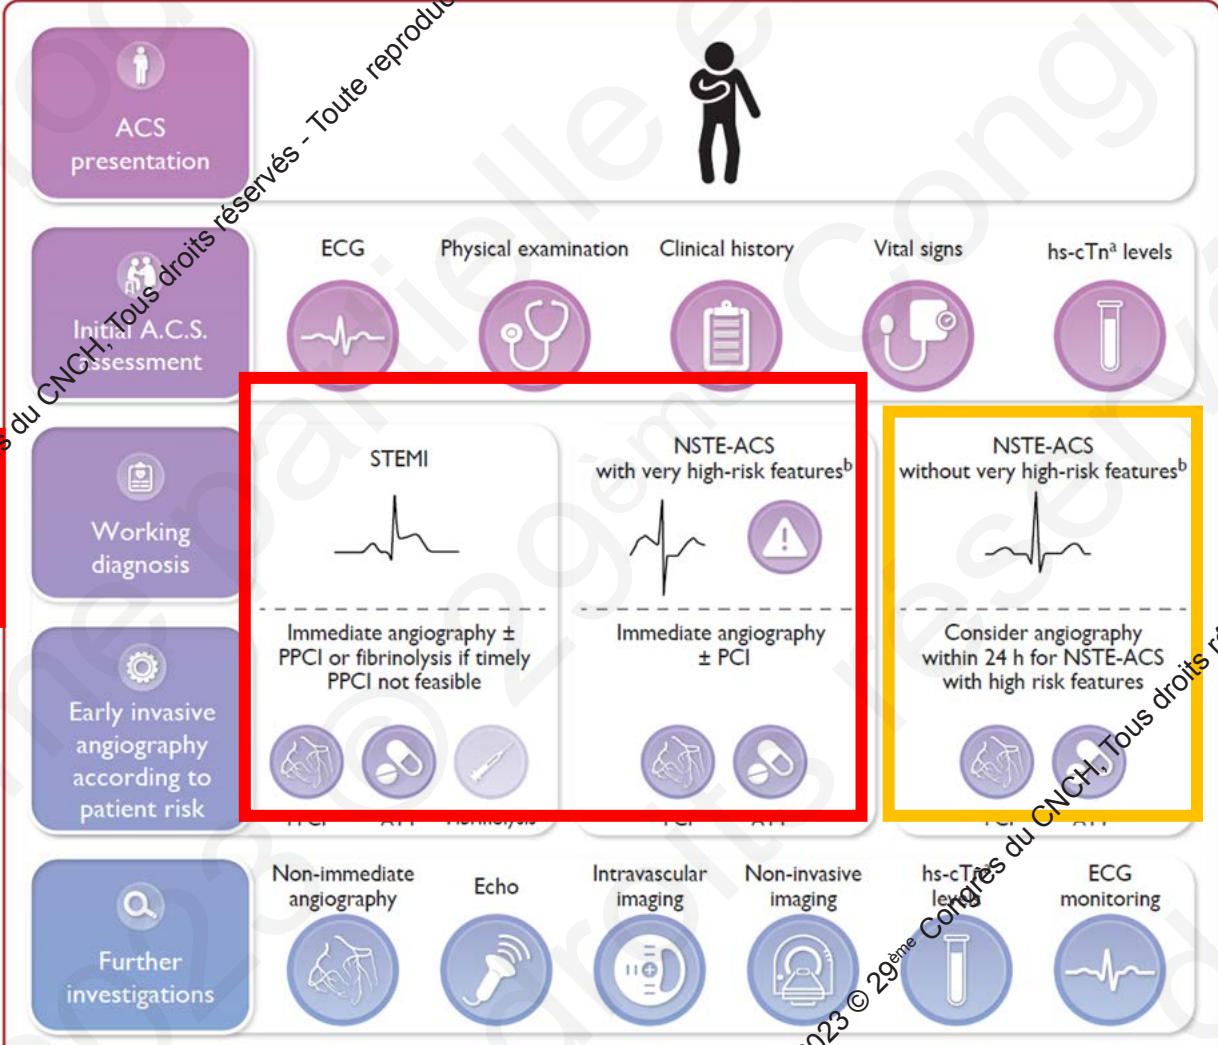 ACS
presentation
ECG
Physical examination
Clinical history
Vital signs
hs-cTnᵃ levels
Initial A.C.S.
assessment
Working
diagnosis
STEMI
NSTE-ACS
with very high-risk featuresᵇ
NSTE-ACS
without very high-risk featuresᵇ
Early invasive
angiography
according to
patient risk
Immediate angiography ±
PPCI or fibrinolysis if timely
PPCI not feasible
Immediate angiography
± PCI
Consider angiography
within 24 h for NSTE-ACS
with high risk features
Further
investigations
Non-immediate
angiography
Echo
Intravascular
imaging
Non-invasive
imaging
hs-cTnᵃ
levels
ECG
monitoring
du CNCH, Tous droits réservés - Toute
2023 © 29ème Congrès du CNCH, Tous droits